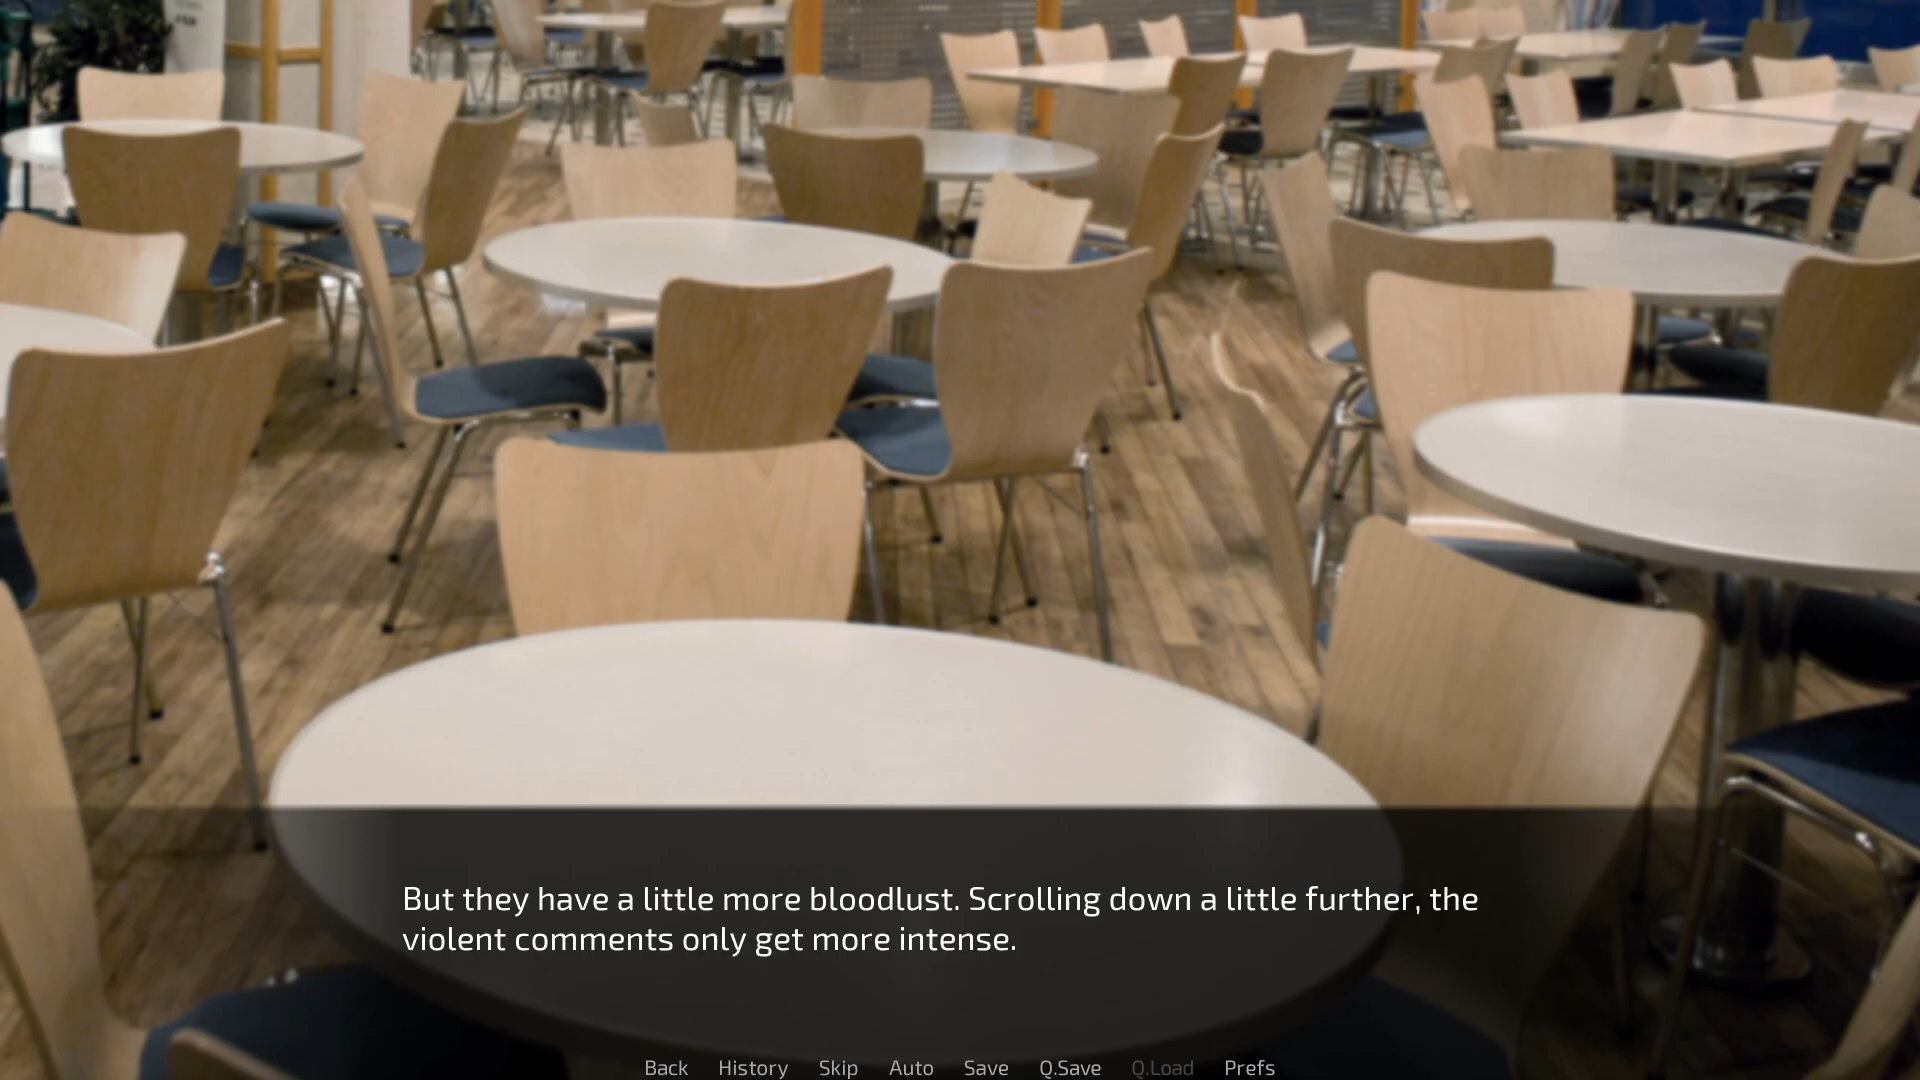 But they have a little more bloodlust. Scrolling down a little further, the
violent comments only get more intense.
Back History Skip Auto Save Q.Save Q.Load Prefs